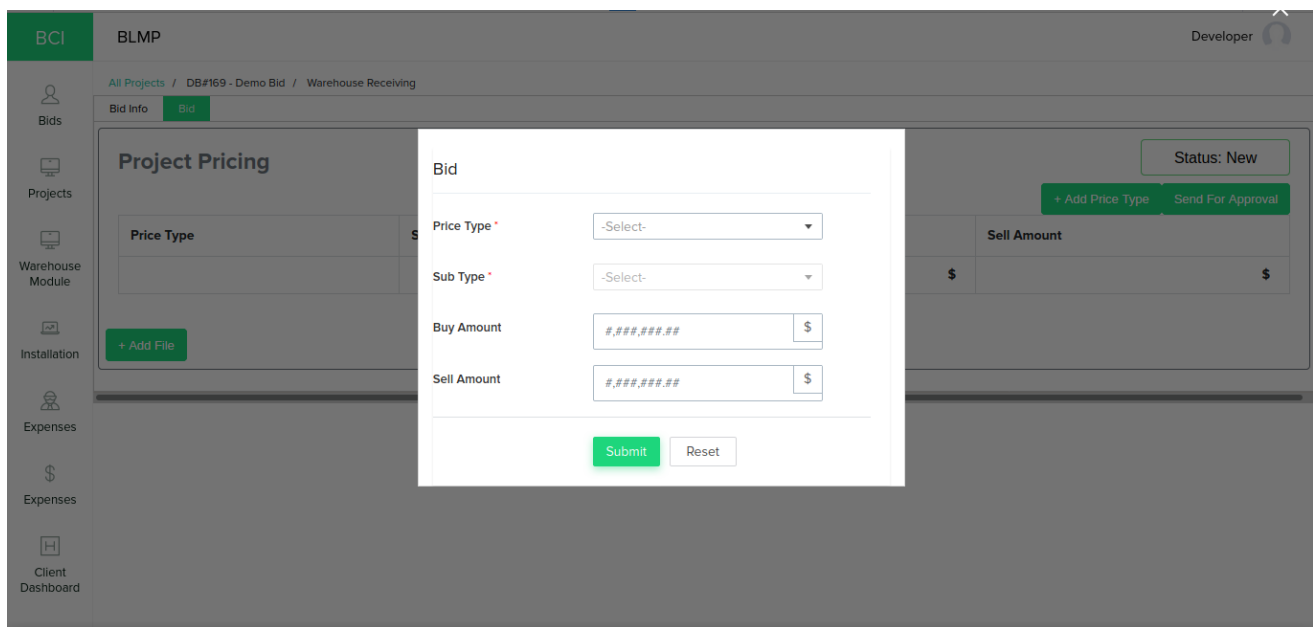 BCI
BLMP
Developer
All Projects / DB#169 - Demo Bid / Warehouse Receiving
Bid Info
Bid
Bids
Projects
Warehouse
Module
Installation
Expenses
$
Expenses
Client
Dashboard
Project Pricing
Status: New
+ Add Price Type
Send For Approval
Price Type
S
Sell Amount
$
$
+ Add File
Bid
Price Type *
-Select-
Sub Type *
-Select-
Buy Amount
#,###,###.##
$
Sell Amount
#,###,###.##
$
Submit
Reset